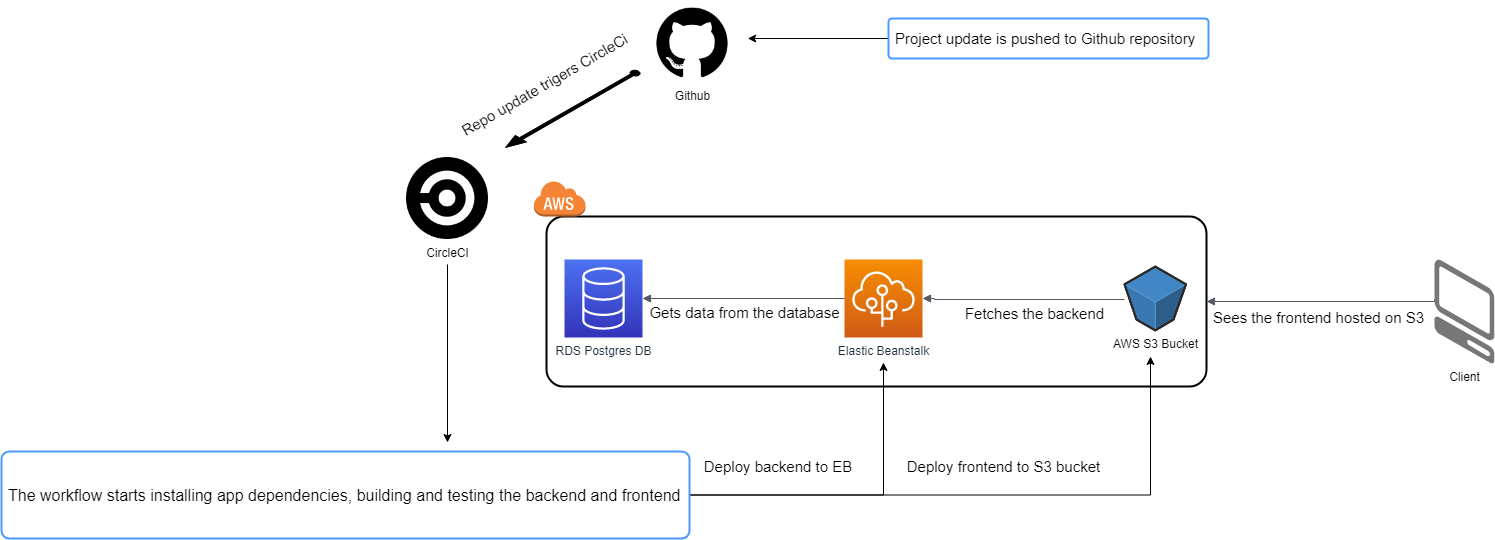 Project update is pushed to Github repository
Github
Repo update trigers CircleCi
CircleCI
AWS
Gets data from the database
Fetches the backend
Sees the frontend hosted on S3
RDS Postgres DB
Elastic Beanstalk
AWS S3 Bucket
Client
Deploy backend to EB
Deploy frontend to S3 bucket
The workflow starts installing app dependencies, building and testing the backend and frontend